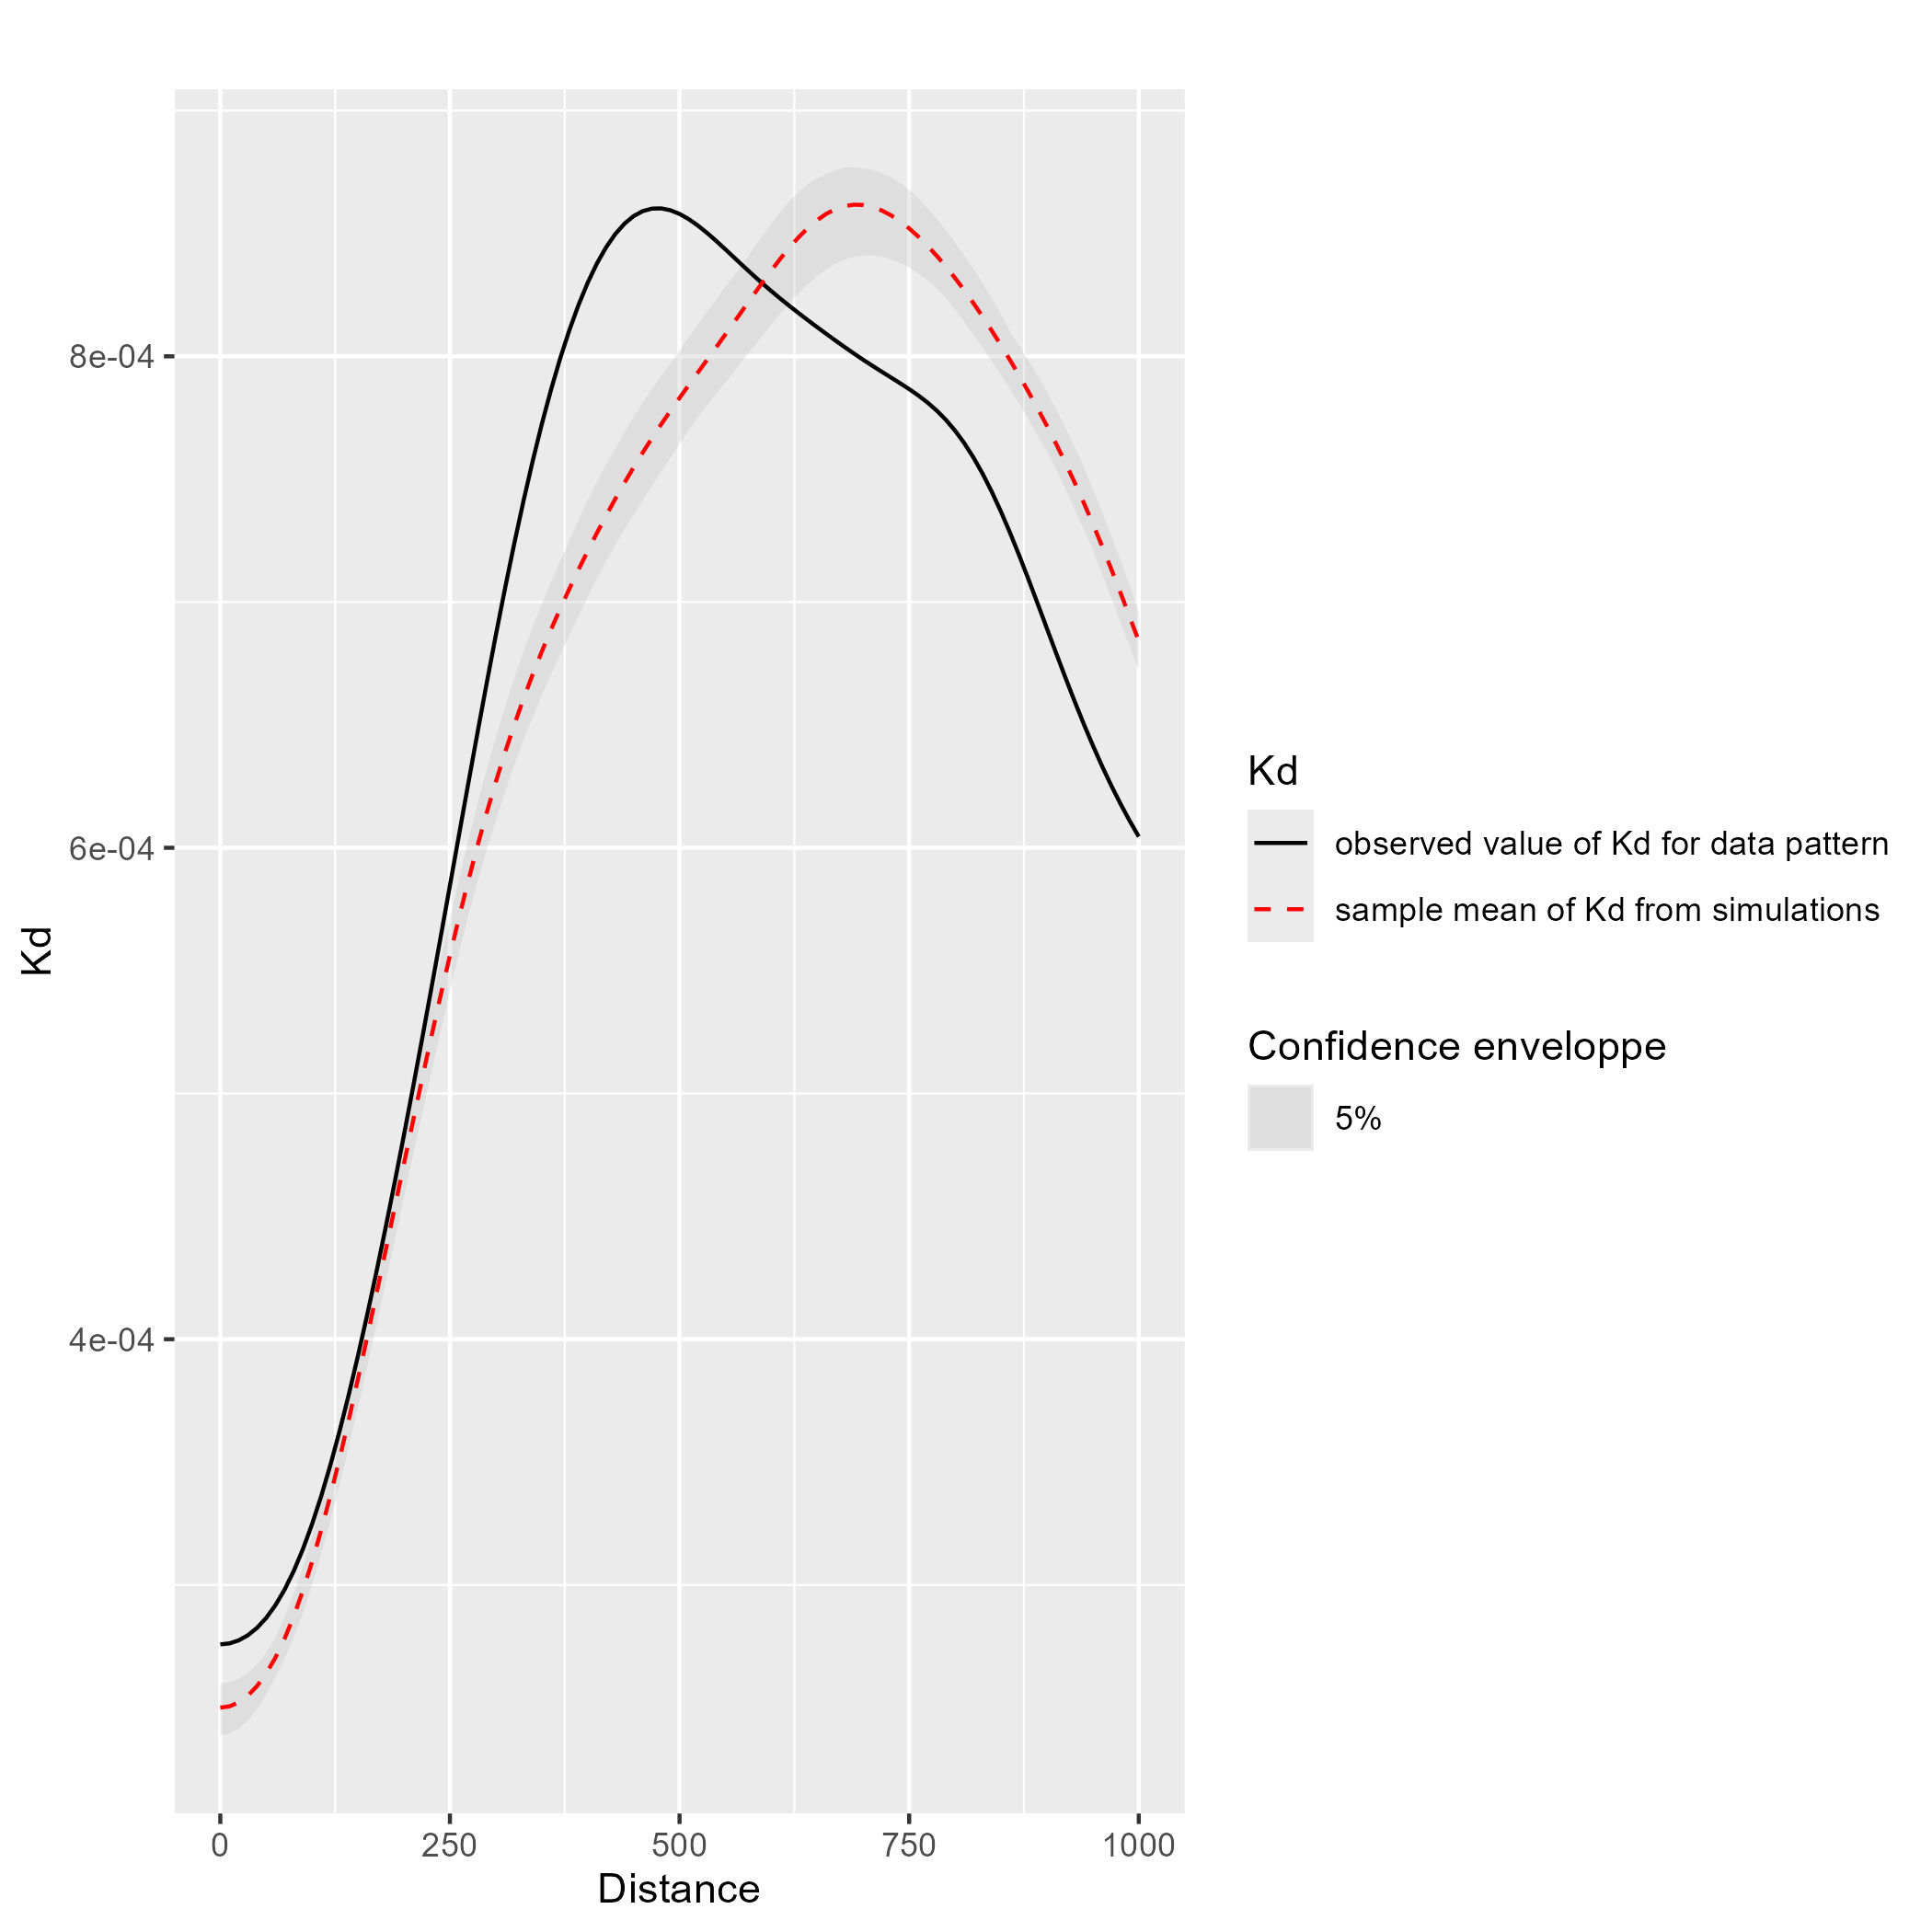 Kd
8e-04
6e-04
4e-04
0 250 500 750 1000
Distance
Kd
observed value of Kd for data pattern
sample mean of Kd from simulations
Confidence enveloppe
5%